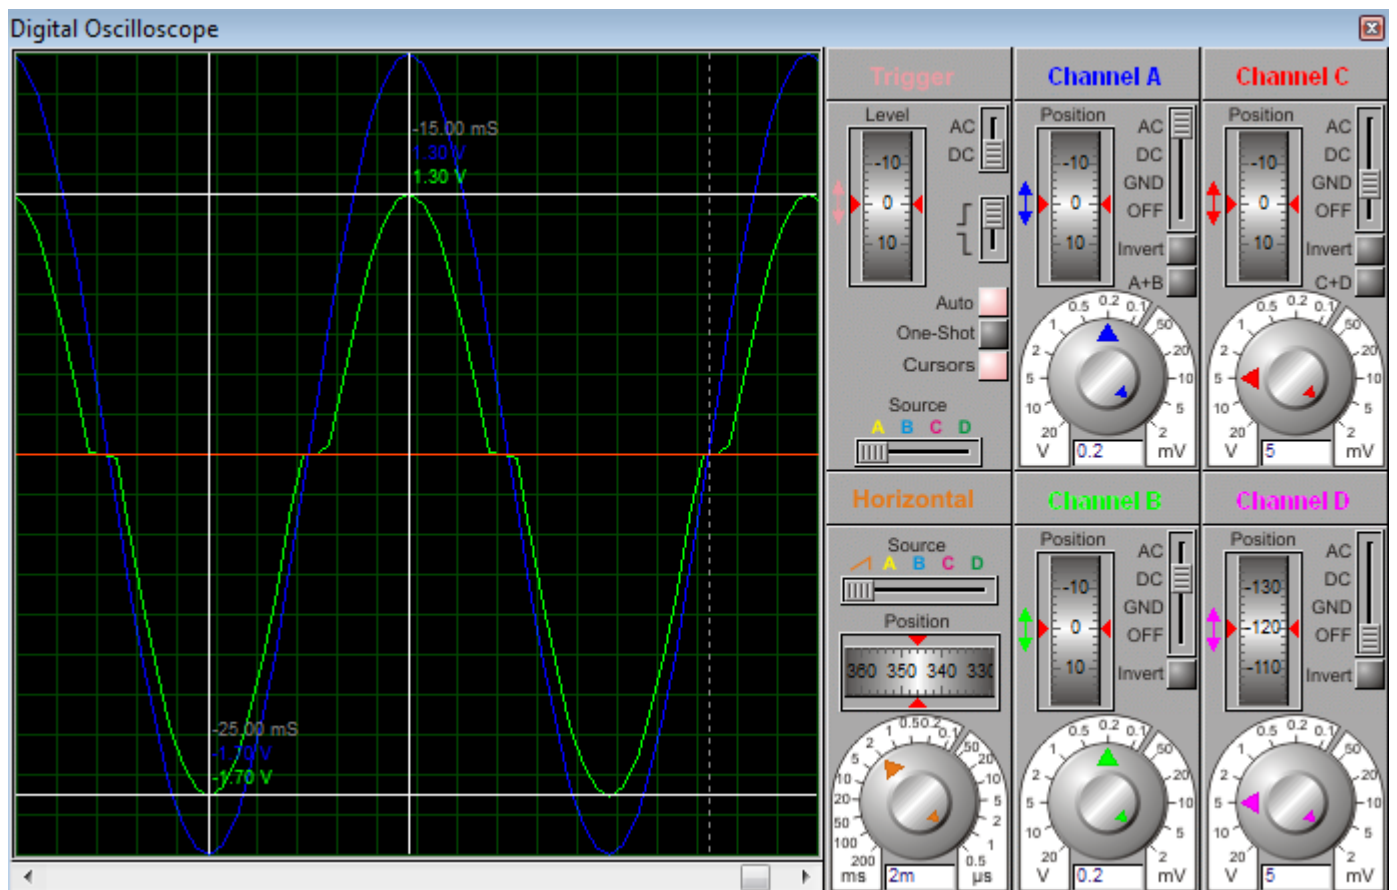 Digital Oscilloscope
-15.00 mS
1.30 V
1.30 V
-25.00 mS
-1.70 V
-1.70 V
Trigger
Level
-10
0
10
AC
DC
Auto
One-Shot
Cursors
Source
A B C D
Channel A
Position
-10
0
10
AC
DC
GND
OFF
Invert
A+B
20 10 5 2 1 0.5 0.2 0.1 50 20 10 5 2
V 0.2 mV
Channel C
Position
-10
0
10
AC
DC
GND
OFF
Invert
C+D
20 10 5 2 1 0.5 0.2 0.1 50 20 10 5 2
V 5 mV
Horizontal
Source
A B C D
Position
360 350 340 330
200 100 50 20 10 5 2 1 0.5 0.2 0.1 50 20 10 5 2 1 0.5
ms 2m µs
Channel B
Position
-10
0
10
AC
DC
GND
OFF
Invert
20 10 5 2 1 0.5 0.2 0.1 50 20 10 5 2
V 0.2 mV
Channel D
Position
-130
-120
-110
AC
DC
GND
OFF
Invert
20 10 5 2 1 0.5 0.2 0.1 50 20 10 5 2
V 5 mV